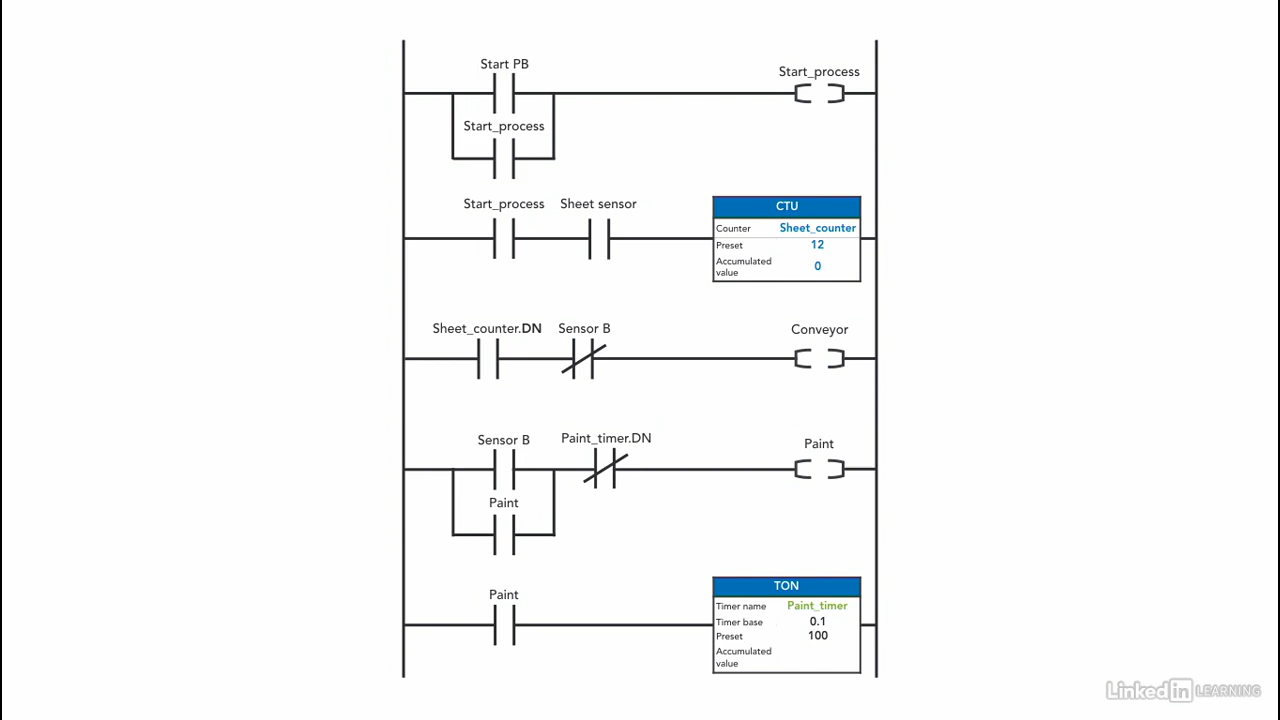 Start PB
Start_process
Start_process
Start_process
Sheet sensor
CTU
Counter
Sheet_counter
Preset
12
Accumulated
value
0
Sheet_counter.DN
Sensor B
Conveyor
Sensor B
Paint_timer.DN
Paint
Paint
Paint
TON
Timer name
Paint_timer
Timer base
0.1
Preset
100
Accumulated
value
Linked in LEARNING